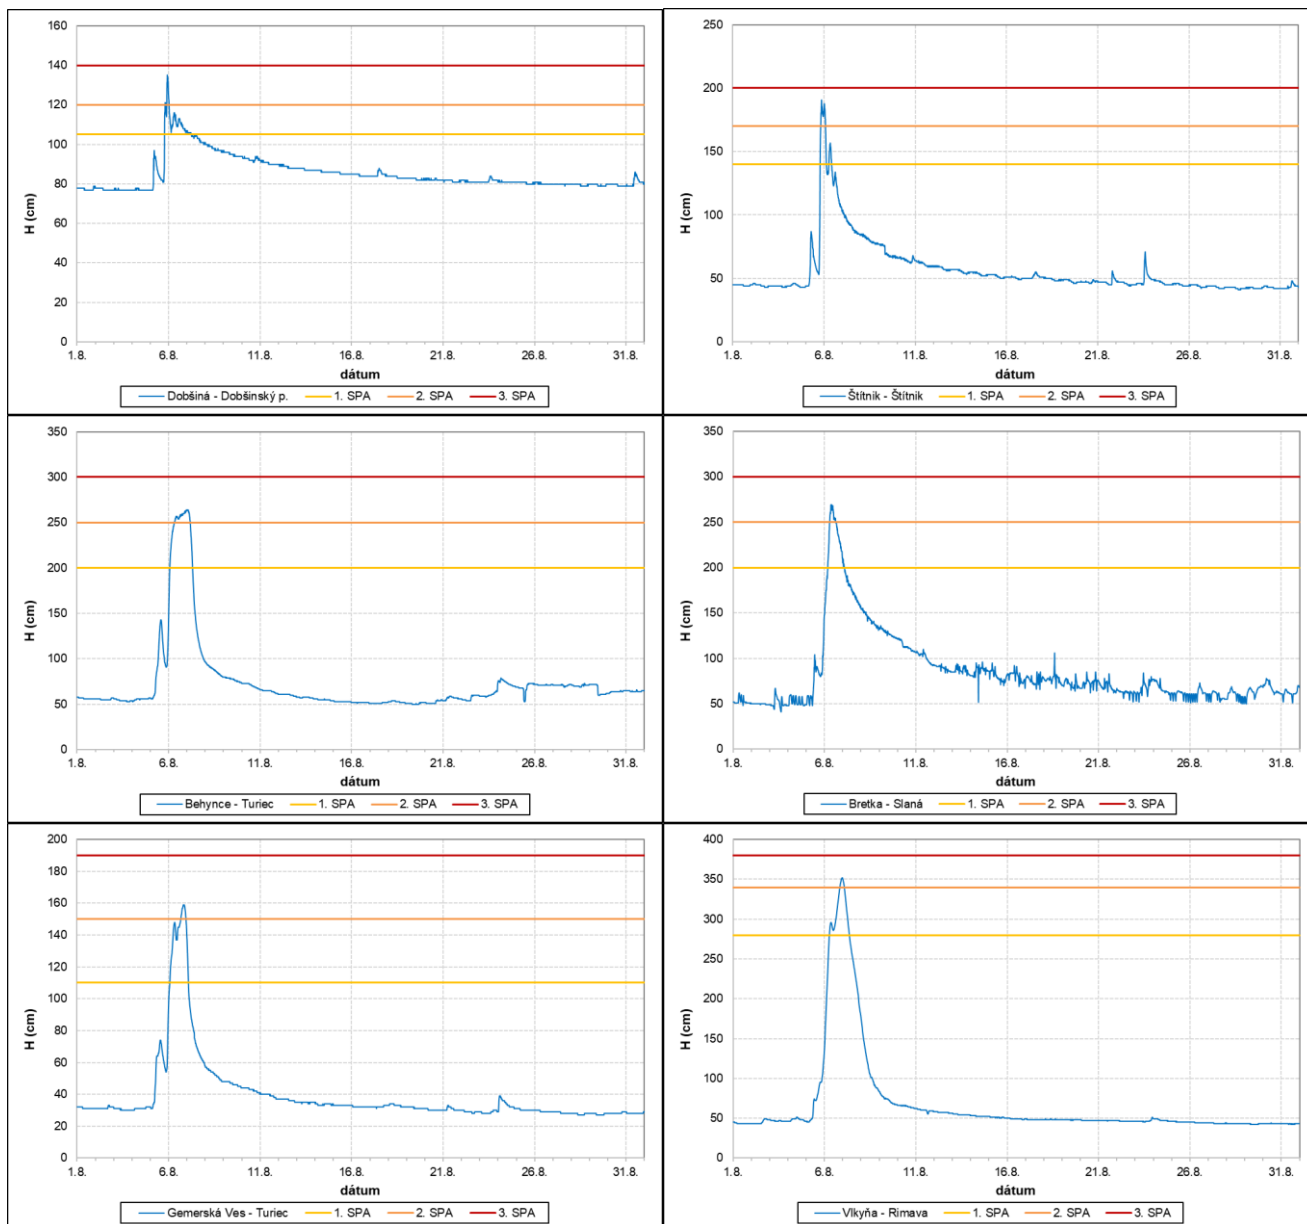 160
140
120
100
80
60
40
20
0
H (cm)
1.8. 6.8. 11.8. 16.8. 21.8. 26.8. 31.8.
dátum
Dobšiná - Dobšinský p. 1. SPA 2. SPA 3. SPA
250
200
150
100
50
0
H (cm)
1.8. 6.8. 11.8. 16.8. 21.8. 26.8. 31.8.
dátum
Štítnik - Štítnik 1. SPA 2. SPA 3. SPA
350
300
250
200
150
100
50
0
H (cm)
1.8. 6.8. 11.8. 16.8. 21.8. 26.8. 31.8.
dátum
Behynce - Turiec 1. SPA 2. SPA 3. SPA
350
300
250
200
150
100
50
0
H (cm)
1.8. 6.8. 11.8. 16.8. 21.8. 26.8. 31.8.
dátum
Bretka - Slaná 1. SPA 2. SPA 3. SPA
200
180
160
140
120
100
80
60
40
20
0
H (cm)
1.8. 6.8. 11.8. 16.8. 21.8. 26.8. 31.8.
dátum
Gemerská Ves - Turiec 1. SPA 2. SPA 3. SPA
400
350
300
250
200
150
100
50
0
H (cm)
1.8. 6.8. 11.8. 16.8. 21.8. 26.8. 31.8.
dátum
Vlkyňa - Rimava 1. SPA 2. SPA 3. SPA